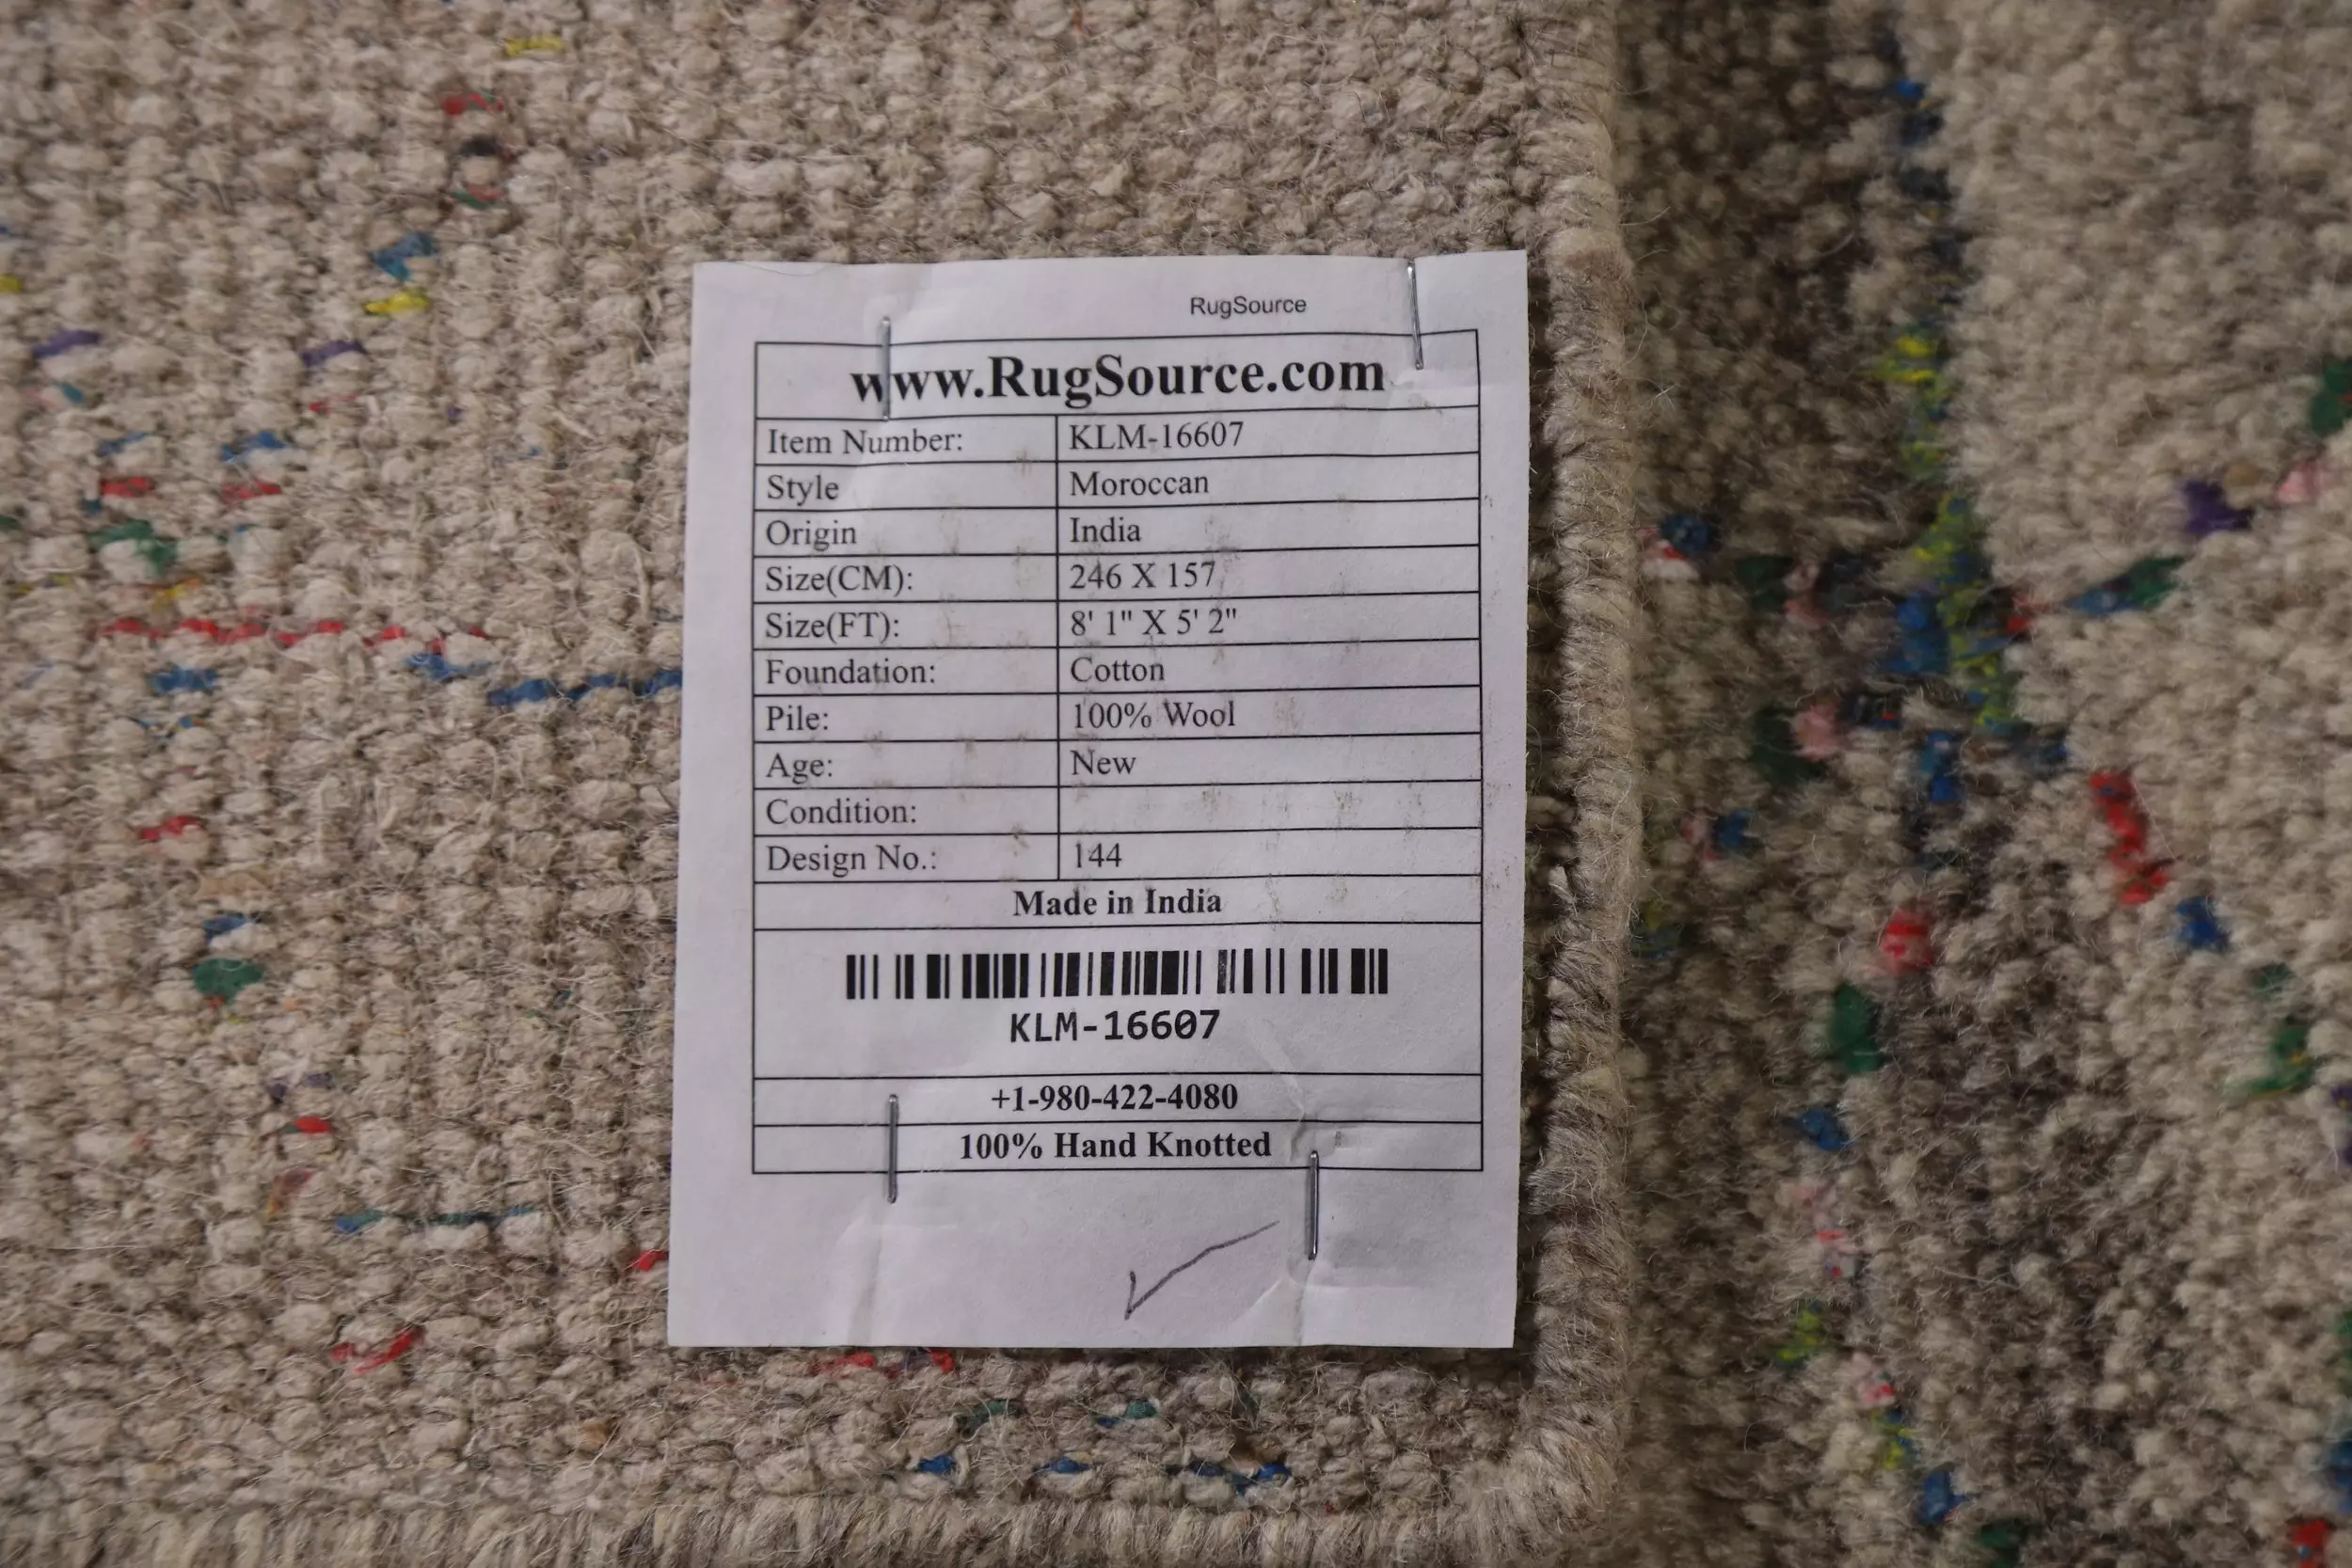 RugSource
www.RugSource.com
Item Number: KLM-16607
Style Moroccan
Origin India
Size(CM): 246 X 157
Size(FT): 8' 1" X 5' 2"
Foundation: Cotton
Pile: 100% Wool
Age: New
Condition:
Design No.: 144
Made in India
KLM-16607
+1-980-422-4080
100% Hand Knotted